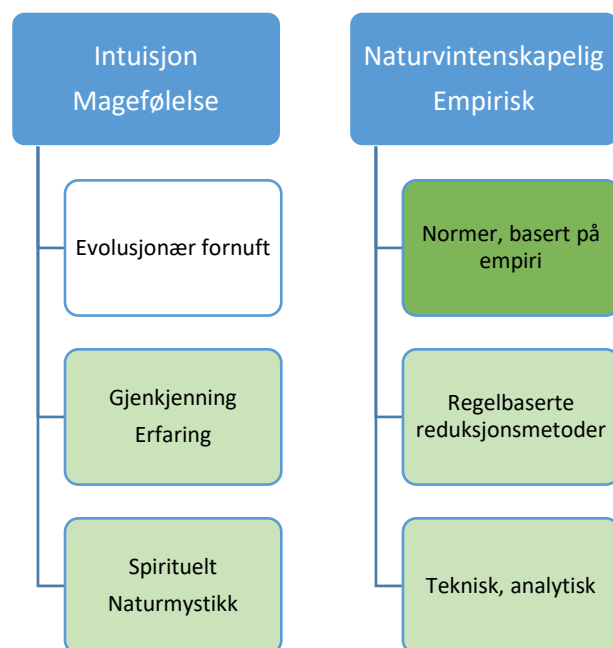 Intuisjon
Magefølelse
Evolusjonær fornuft
Gjenkjenning
Erfaring
Spirituelt
Naturmystikk
Naturvintenskapelig
Empirisk
Normer, basert på
empiri
Regelbaserte
reduksjonsmetoder
Teknisk, analytisk